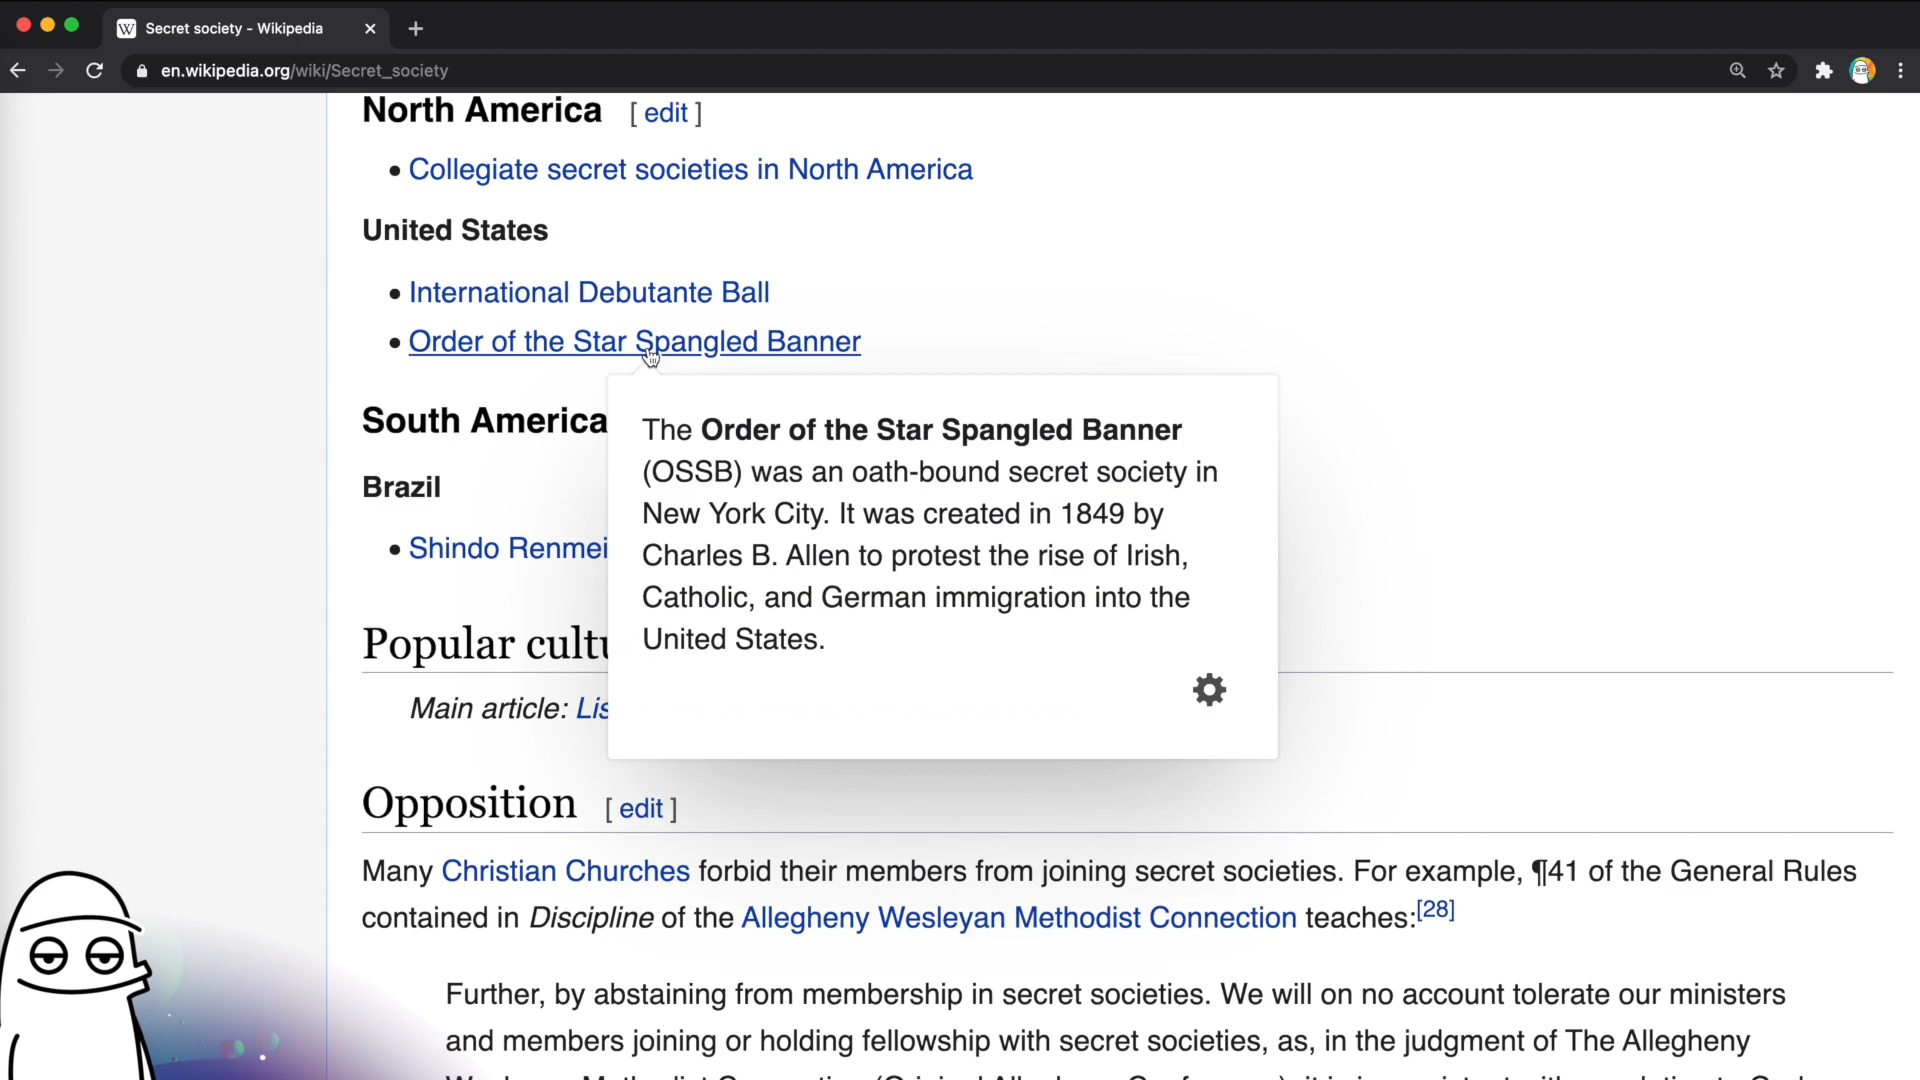 Secret society - Wikipedia
en.wikipedia.org/wiki/Secret_society
North America [ edit ]
• Collegiate secret societies in North America
United States
• International Debutante Ball
• Order of the Star Spangled Banner
South America
Brazil
• Shindo Renmei
The Order of the Star Spangled Banner
(OSSB) was an oath-bound secret society in
New York City. It was created in 1849 by
Charles B. Allen to protest the rise of Irish,
Catholic, and German immigration into the
United States.
Popular
Main article:
Opposition [ edit ]
Many Christian Churches forbid their members from joining secret societies. For example, ¶41 of the General Rules
contained in Discipline of the Allegheny Wesleyan Methodist Connection teaches:[28]
Further, by abstaining from membership in secret societies. We will on no account tolerate our ministers
and members joining or holding fellowship with secret societies, as, in the judgment of The Allegheny